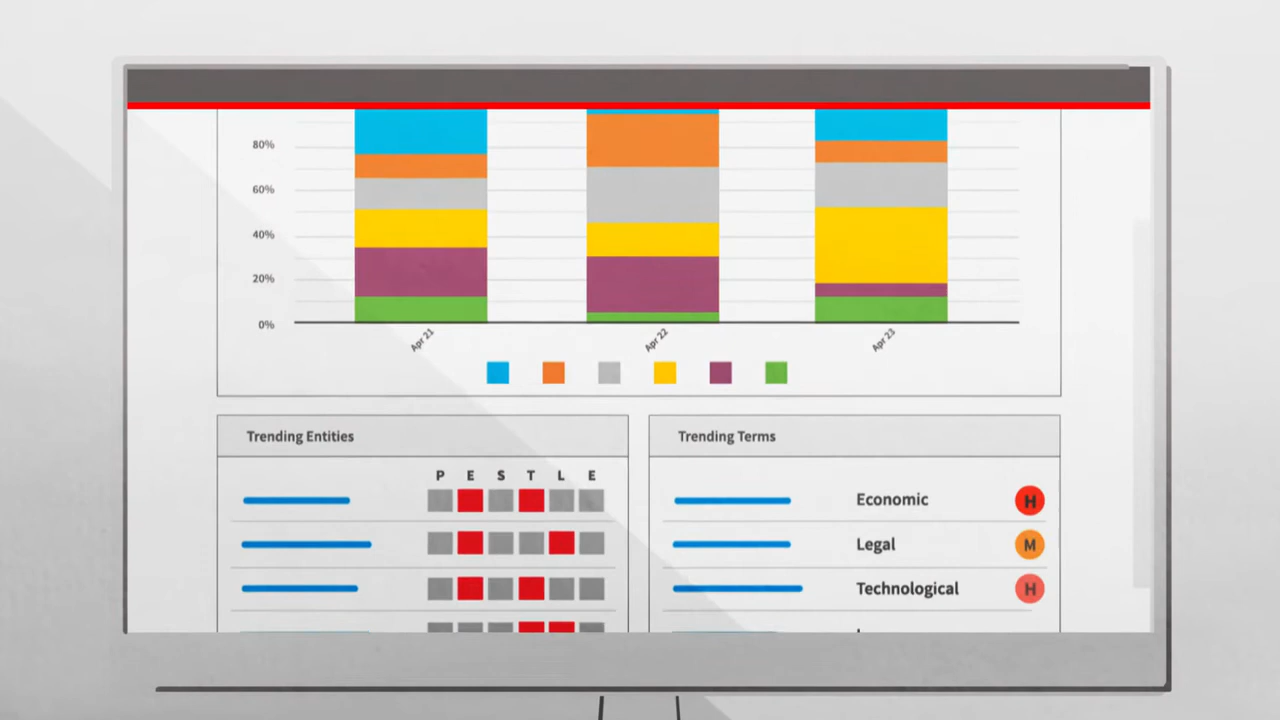 80%
60%
40%
20%
0%
Apr 21
Apr 22
Apr 23
Trending Entities
P E S T L E
Trending Terms
Economic H
Legal M
Technological H